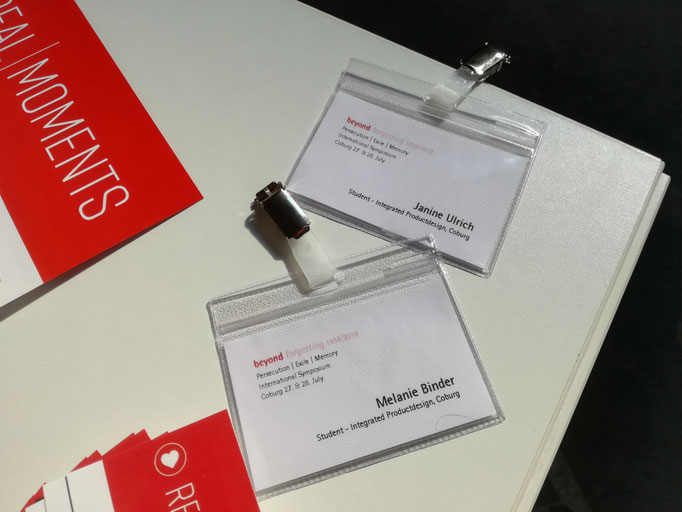 REAL|MOMENTS
beyond forgetting 1938/2018
Persecution | Exile | Memory
International Symposium
Coburg 27. & 28. July
Janine Ulrich
Student - Integrated Productdesign, Coburg
beyond forgetting 1938/2018
Persecution | Exile | Memory
International Symposium
Coburg 27. & 28. July
Melanie Binder
Student - Integrated Productdesign, Coburg
RE